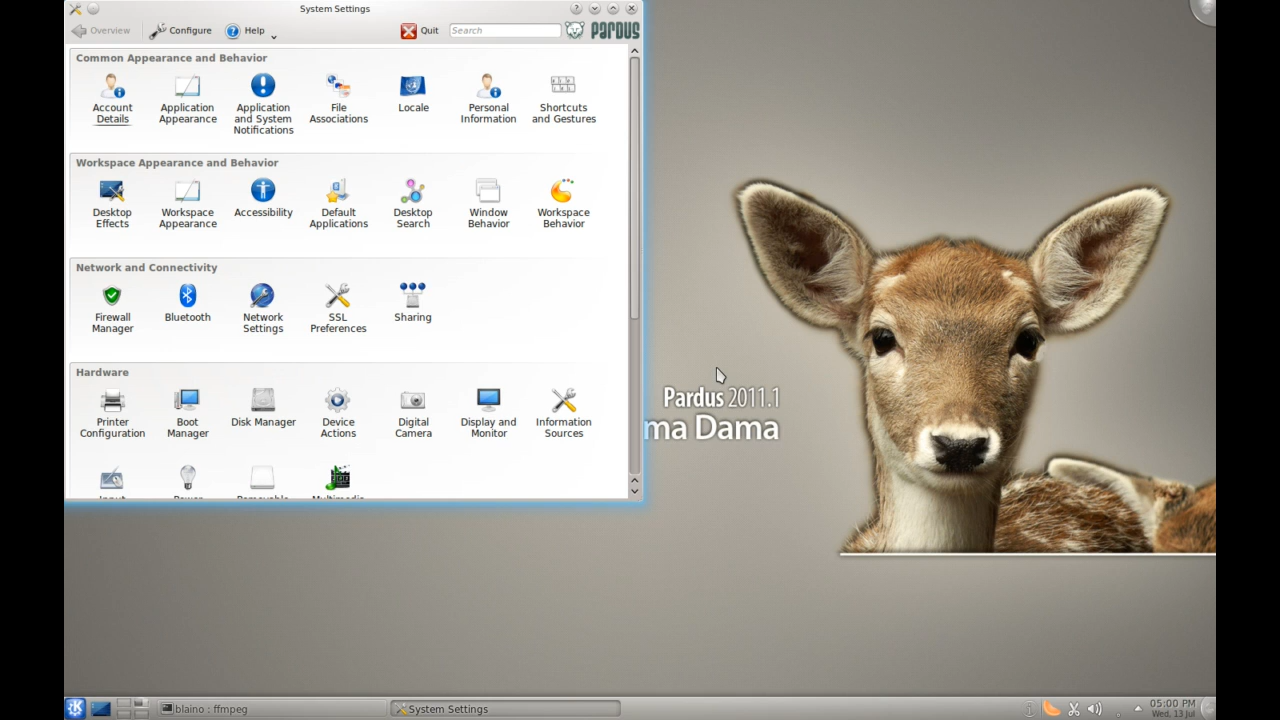 System Settings
Overview
Configure
Help
Quit
Search
PARDUS
Common Appearance and Behavior
Account Details
Application Appearance
Application and System Notifications
File Associations
Locale
Personal Information
Shortcuts and Gestures
Workspace Appearance and Behavior
Desktop Effects
Workspace Appearance
Accessibility
Default Applications
Desktop Search
Window Behavior
Workspace Behavior
Network and Connectivity
Firewall Manager
Bluetooth
Network Settings
SSL Preferences
Sharing
Hardware
Printer Configuration
Boot Manager
Disk Manager
Device Actions
Digital Camera
Display and Monitor
Information Sources
Pardus 2011.1
ma Dama
blaino : ffmpeg
System Settings
05:00 PM
Wed, 13 Jul